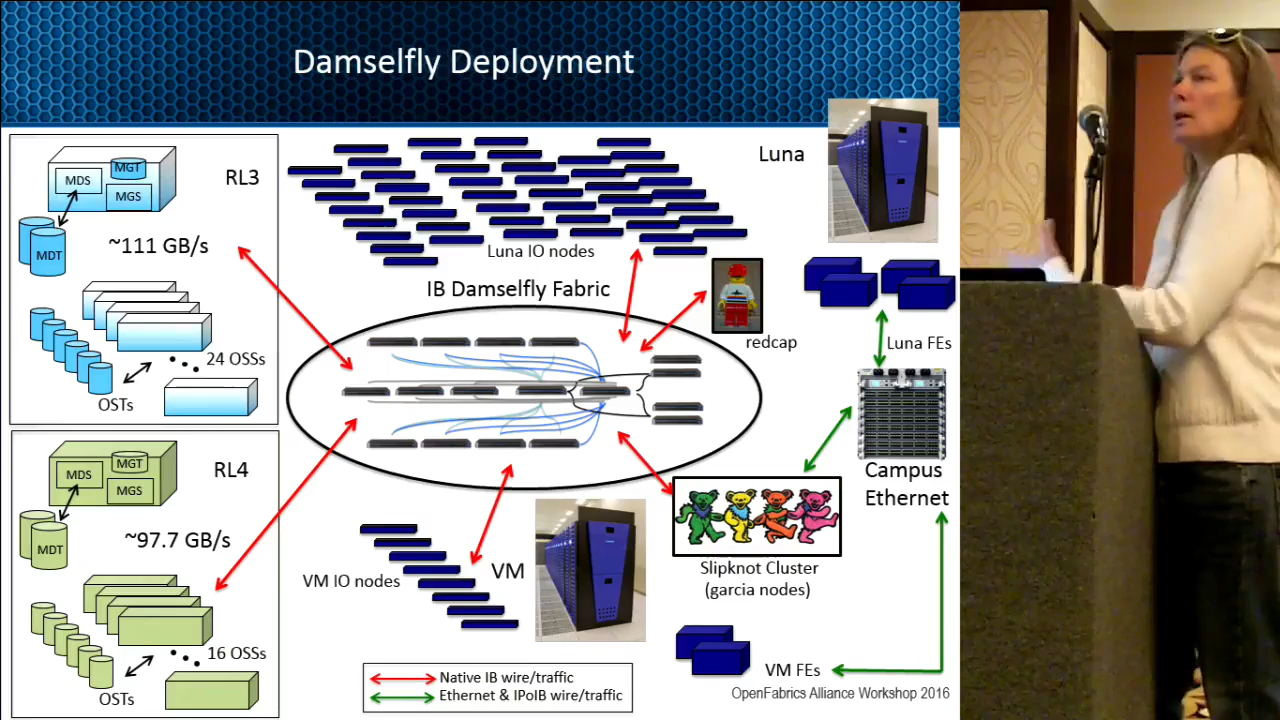 Damselfly Deployment
MDS
MGT
MGS
RL3
MDT
~111 GB/s
24 OSSs
OSTs
Luna IO nodes
Luna
IB Damselfly Fabric
redcap
Luna FEs
Campus
Ethernet
MDS
MGT
MGS
RL4
MDT
~97.7 GB/s
16 OSSs
OSTs
VM IO nodes
VM
Slipknot Cluster
(garcia nodes)
VM FEs
Native IB wire/traffic
Ethernet & IPoIB wire/traffic
OpenFabrics Alliance Workshop 2016